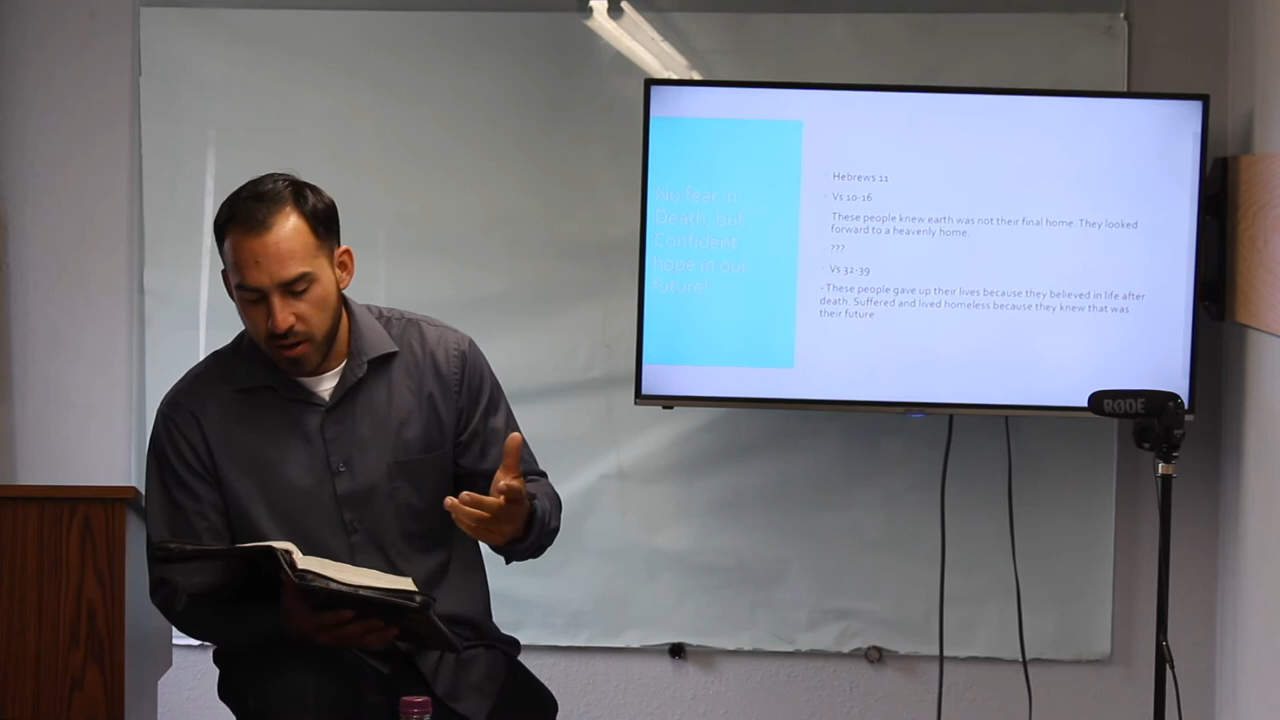 No fear in
Death, but
Confident
hope in our
future!
Hebrews 11
Vs 10-16
These people knew earth was not their final home. They looked
forward to a heavenly home.
???
Vs 32-39
- These people gave up their lives because they believed in life after
death. Suffered and lived homeless because they knew that was
their future
RØDE